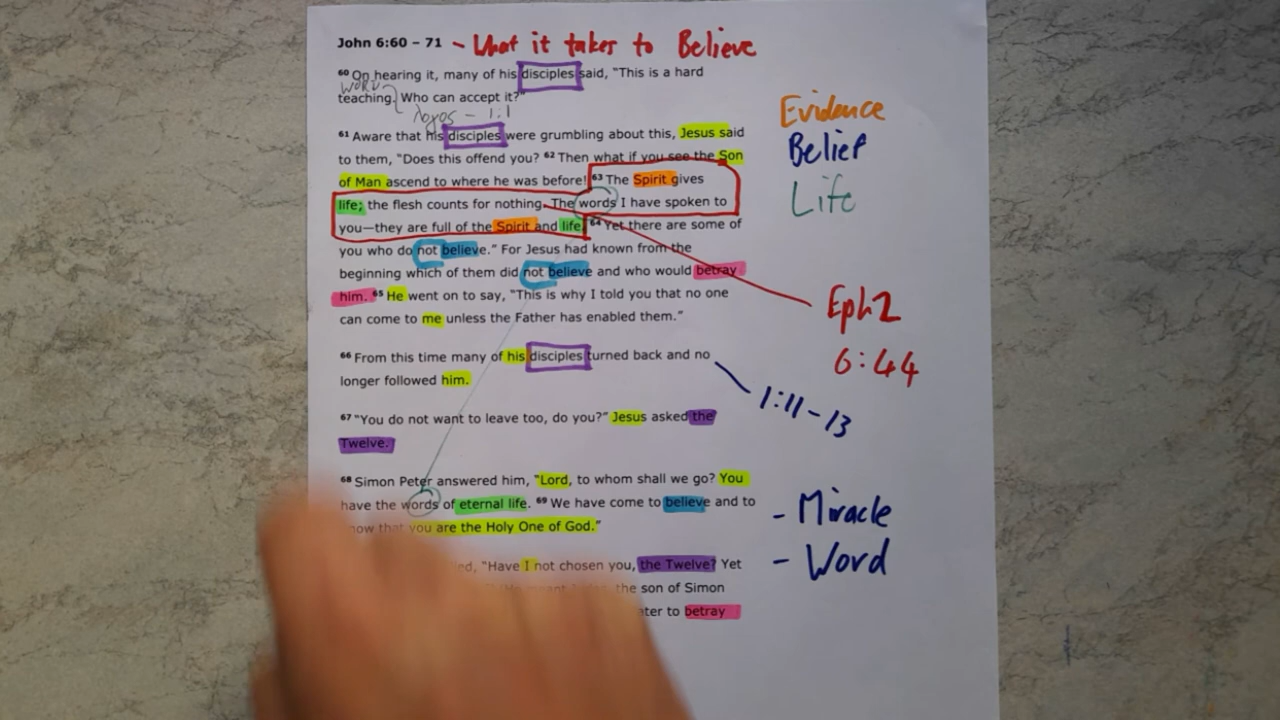 John 6:60 – 71 - What it takes to Believe
60 On hearing it, many of his disciples said, "This is a hard
WORD
teaching. Who can accept it?"
λογος - 1:1
61 Aware that his disciples were grumbling about this, Jesus said
to them, "Does this offend you? 62 Then what if you see the Son
of Man ascend to where he was before! 63 The Spirit gives
life; the flesh counts for nothing. The words I have spoken to
you—they are full of the Spirit and life. 64 Yet there are some of
you who do not believe." For Jesus had known from the
beginning which of them did not believe and who would betray
him. 65 He went on to say, "This is why I told you that no one
can come to me unless the Father has enabled them."
66 From this time many of his disciples turned back and no
longer followed him.
67 "You do not want to leave too, do you?" Jesus asked the
Twelve.
68 Simon Peter answered him, "Lord, to whom shall we go? You
have the words of eternal life. 69 We have come to believe and to
know that you are the Holy One of God."
"Have I not chosen you, the Twelve? Yet
the son of Simon
to betray
Evidence
Belief
Life
Eph 2
6:44
1:11-13
- Miracle
- Word